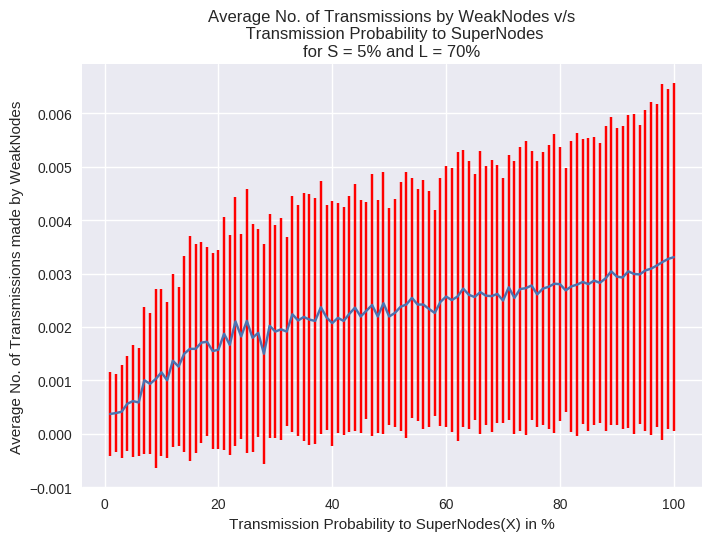 Average No. of Transmissions by WeakNodes v/s
Transmission Probability to SuperNodes
for S = 5% and L = 70%
Average No. of Transmissions made by WeakNodes
0.006
0.005
0.004
0.003
0.002
0.001
0.000
−0.001
0 20 40 60 80 100
Transmission Probability to SuperNodes(X) in %